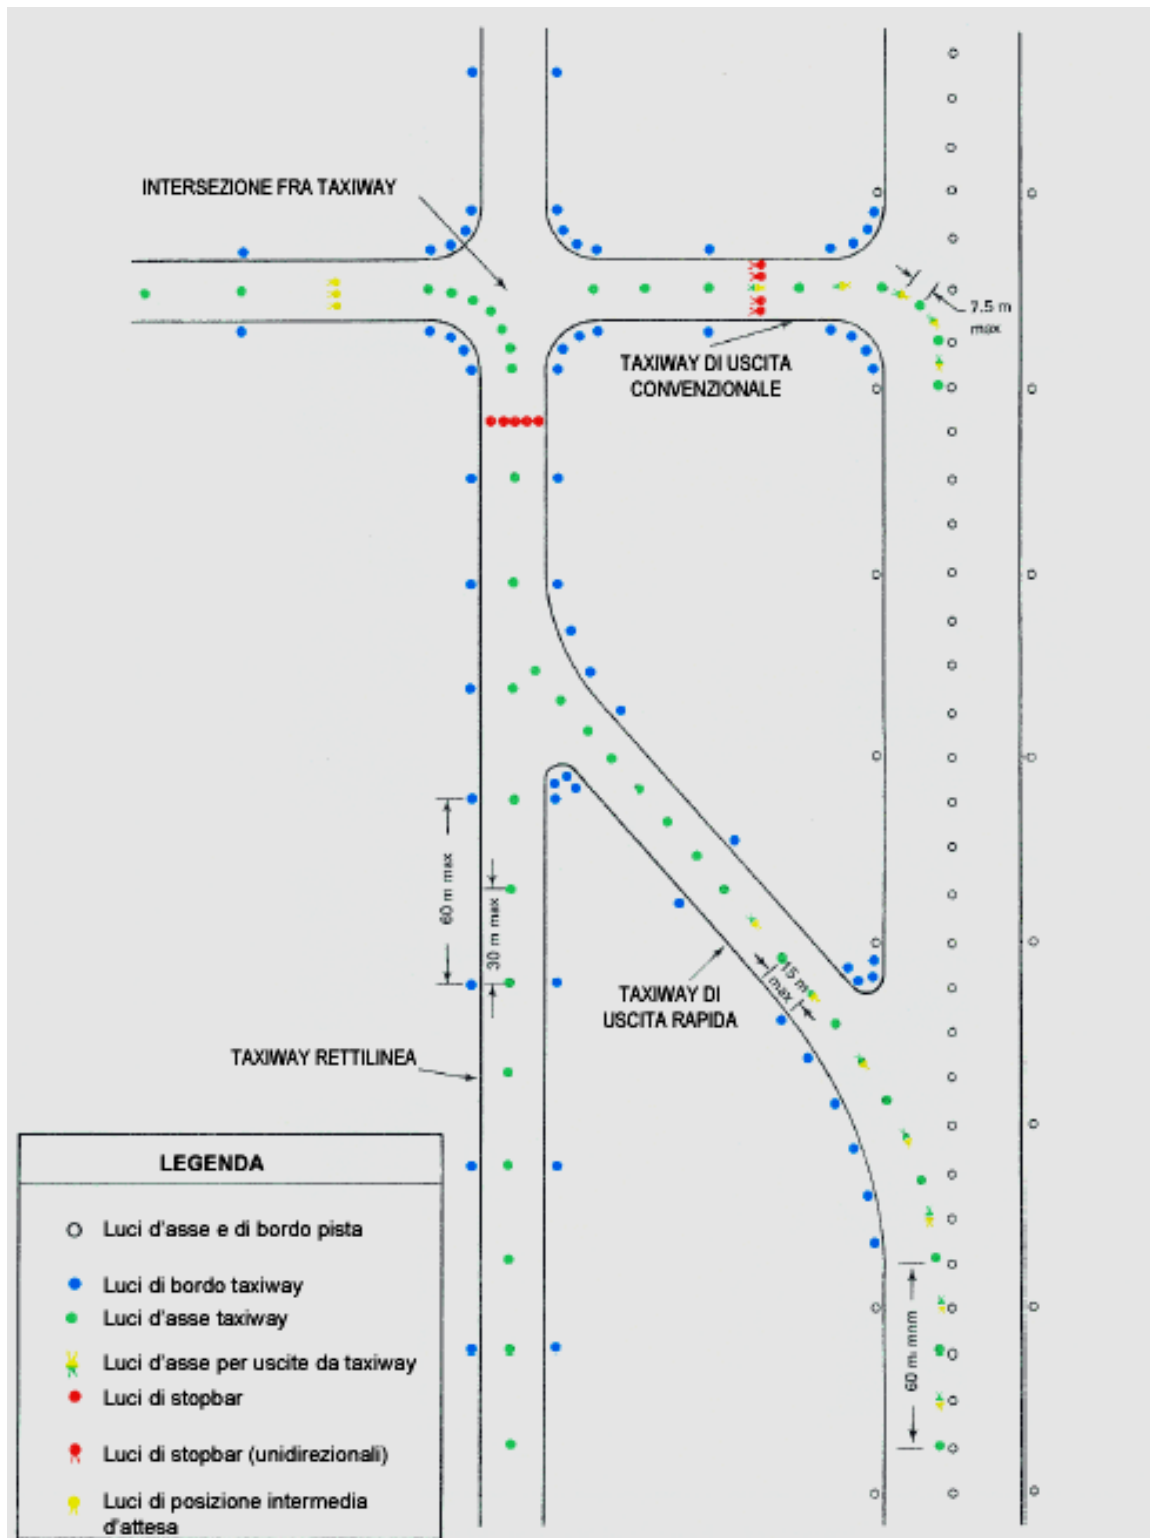 INTERSEZIONE FRA TAXIWAY
7.5 m
max
TAXIWAY DI USCITA
CONVENZIONALE
60 m max
30 m max
15 m
max
TAXIWAY DI
USCITA RAPIDA
TAXIWAY RETTILINEA
60 m mnm
LEGENDA
Luci d'asse e di bordo pista
Luci di bordo taxiway
Luci d'asse taxiway
Luci d'asse per uscite da taxiway
Luci di stopbar
Luci di stopbar (unidirezionali)
Luci di posizione intermedia
d'attesa